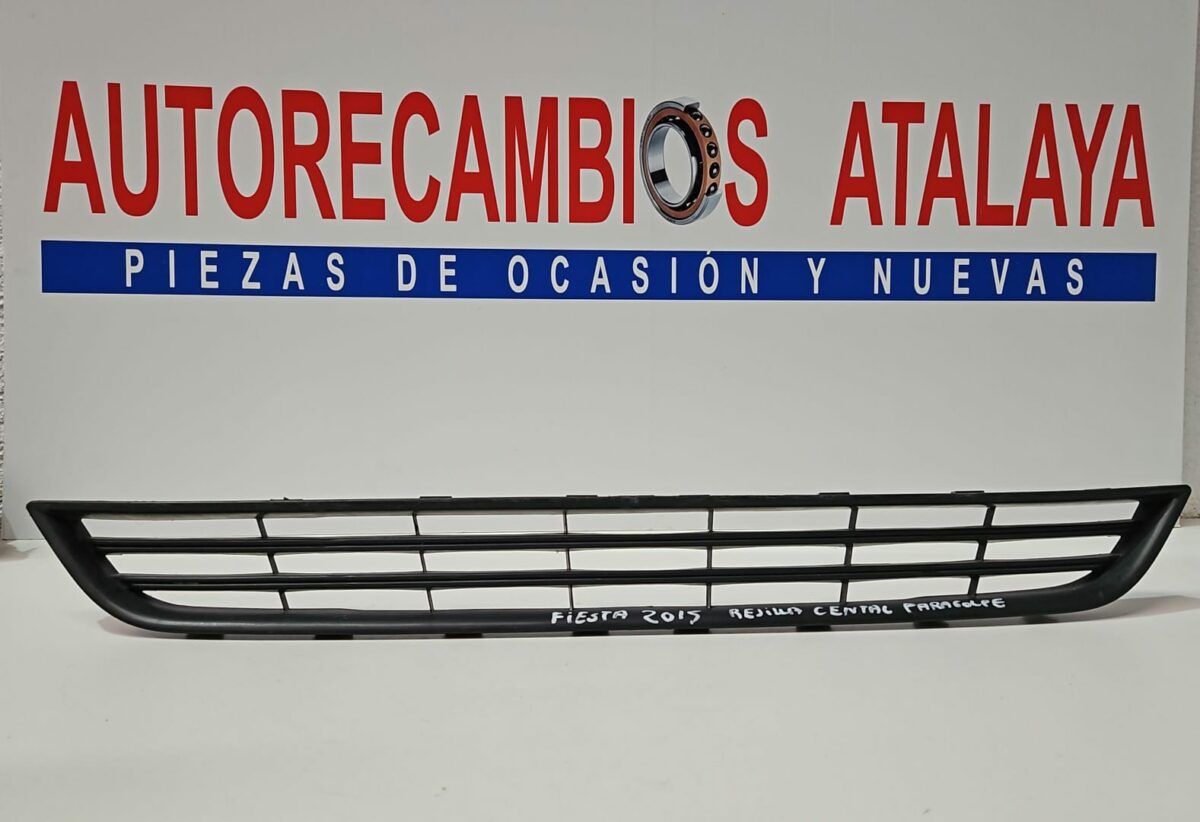 AUTORECAMBIOS ATALAYA
PIEZAS DE OCASIÓN Y NUEVAS
FIESTA 2015 REJILLA CENTAL PARAGOLPE